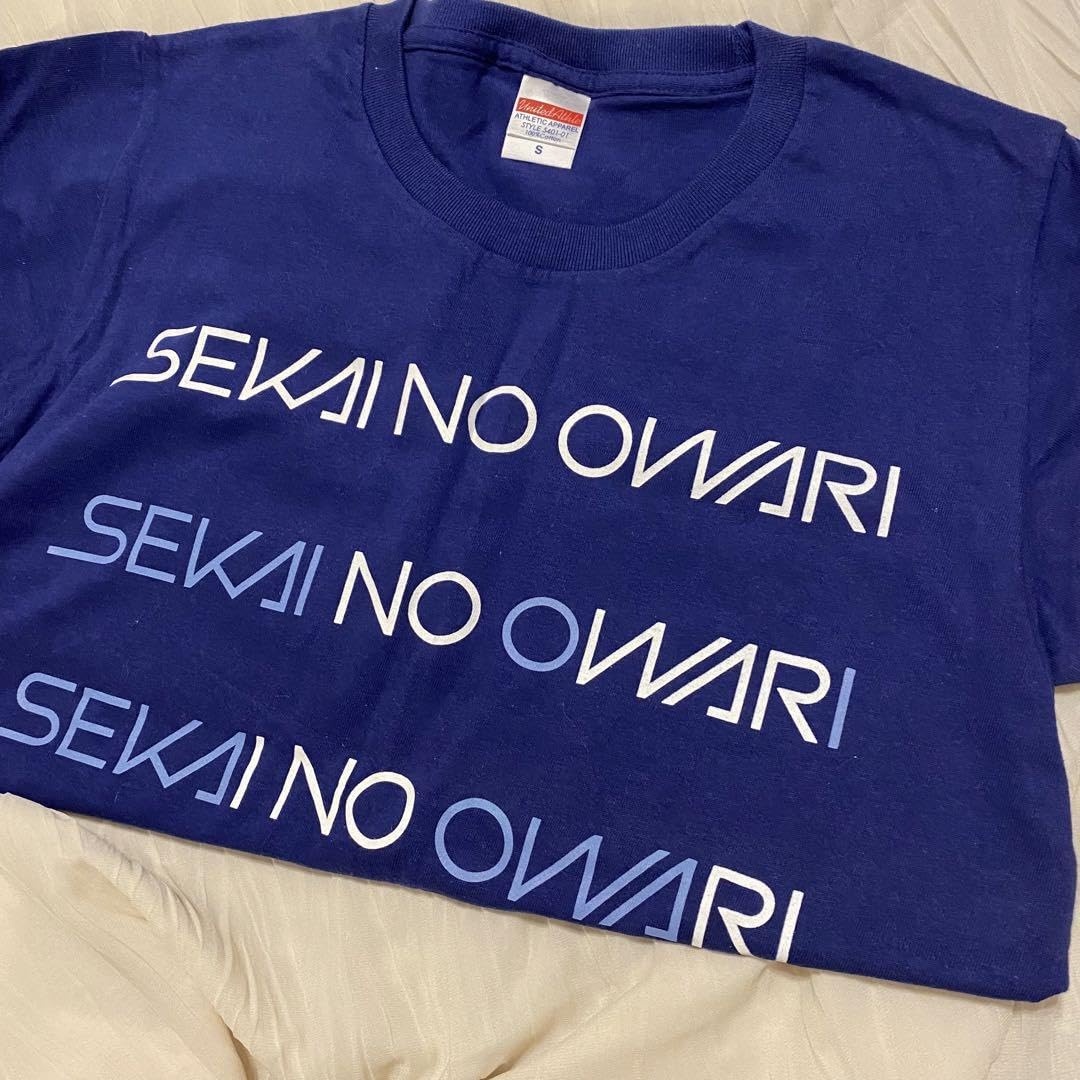 United Athle
ATHLETIC APPAREL
STYLE 5401-01
100%Cotton
S
SEKAI NO OWARI
SEKAI NO OWARI
SEKAI NO OWARI